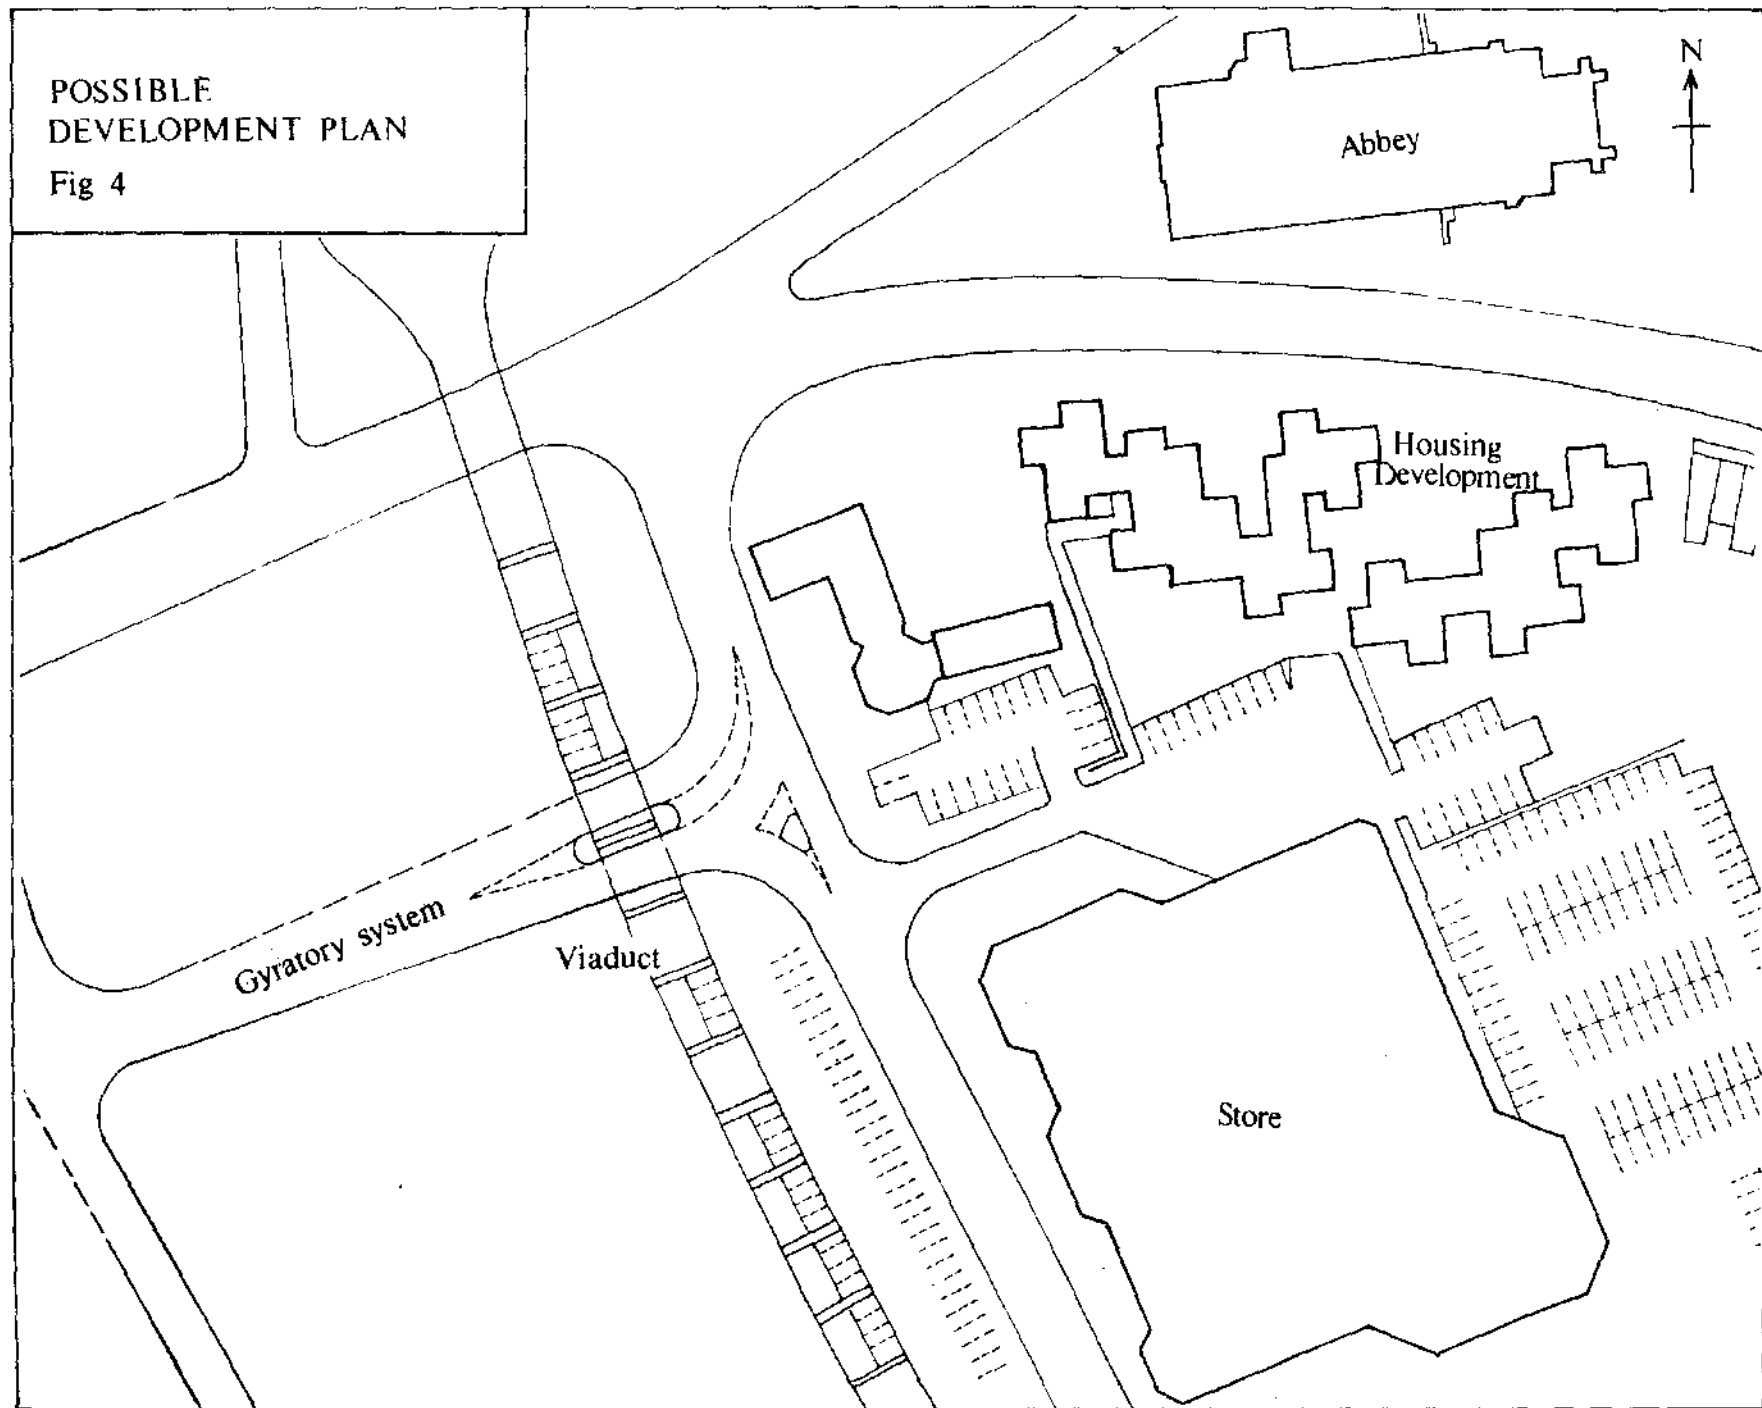 POSSIBLE
DEVELOPMENT PLAN
Fig 4
N
Abbey
Housing
Development
Gyratory system
Viaduct
Store